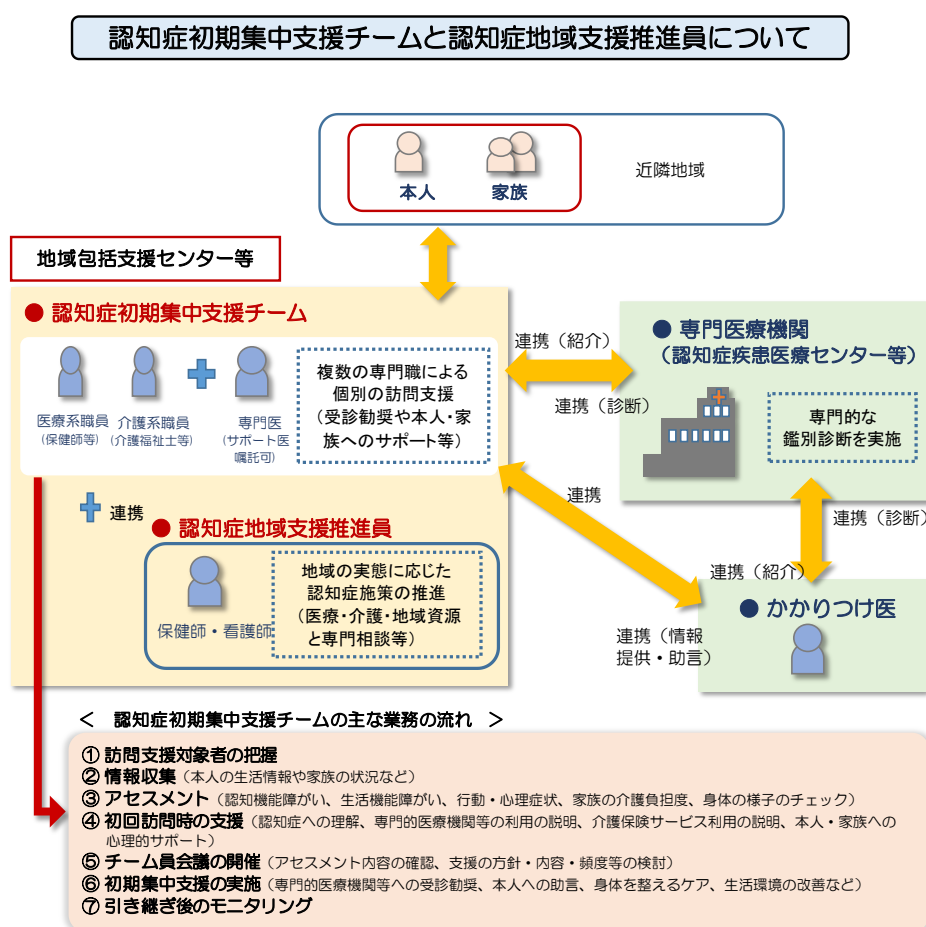 認知症初期集中支援チームと認知症地域支援推進員について
本人
家族
近隣地域
地域包括支援センター等
● 認知症初期集中支援チーム
医療系職員
(保健師等)
介護系職員
(介護福祉士等)
専門医
(サポート医
嘱託可)
複数の専門職による
個別の訪問支援
(受診勧奨や本人・家
族へのサポート等)
連携
● 認知症地域支援推進員
保健師・看護師
地域の実態に応じた
認知症施策の推進
(医療・介護・地域資源
と専門相談等)
連携(紹介)
連携(診断)
● 専門医療機関
(認知症疾患医療センター等)
専門的な
鑑別診断を実施
連携
連携(診断)
連携(紹介)
● かかりつけ医
連携(情報
提供・助言)
＜ 認知症初期集中支援チームの主な業務の流れ ＞
① 訪問支援対象者の把握
② 情報収集(本人の生活情報や家族の状況など)
③ アセスメント(認知機能障がい、生活機能障がい、行動・心理症状、家族の介護負担度、身体の様子のチェック)
④ 初回訪問時の支援(認知症への理解、専門的医療機関等の利用の説明、介護保険サービス利用の説明、本人・家族への
心理的サポート)
⑤ チーム員会議の開催(アセスメント内容の確認、支援の方針・内容・頻度等の検討)
⑥ 初期集中支援の実施(専門的医療機関等への受診勧奨、本人への助言、身体を整えるケア、生活環境の改善など)
⑦ 引き継ぎ後のモニタリング